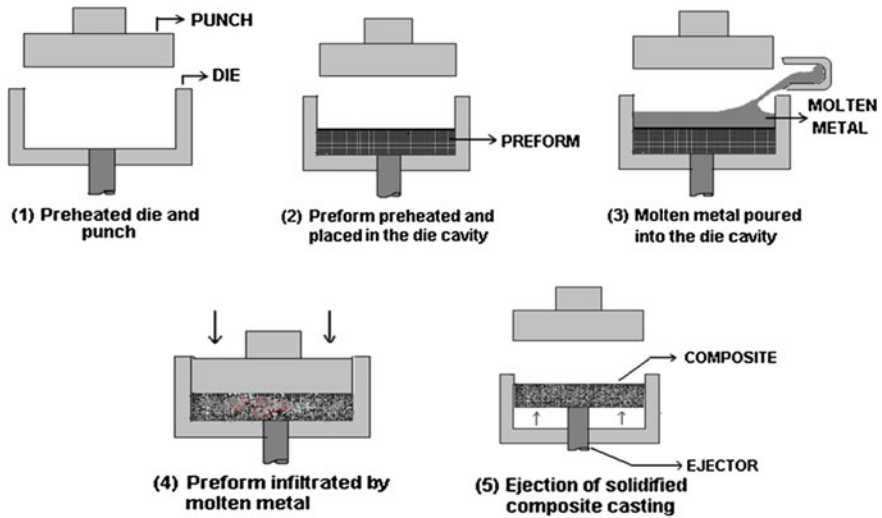 PUNCH
DIE
(1) Preheated die and
punch
PREFORM
(2) Preform preheated and
placed in the die cavity
MOLTEN
METAL
(3) Molten metal poured
into the die cavity
(4) Preform infiltrated by
molten metal
COMPOSITE
EJECTOR
(5) Ejection of solidified
composite casting